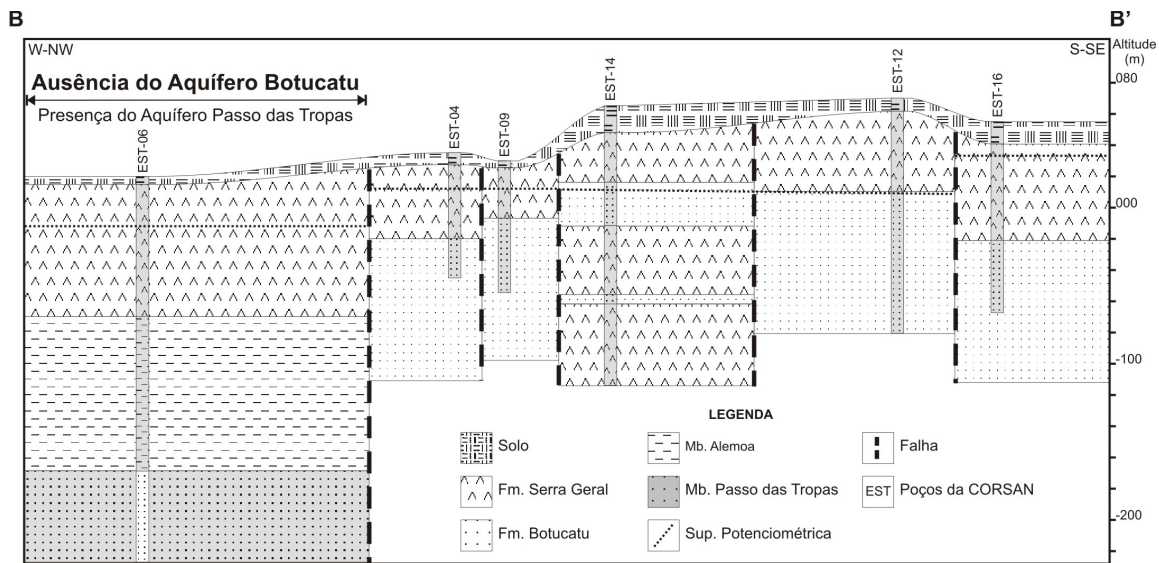 B
B'
W-NW
S-SE
Altitude
(m)
Ausência do Aquífero Botucatu
Presença do Aquífero Passo das Tropas
EST-06
EST-04
EST-09
EST-14
EST-12
EST-16
080
000
-100
-200
LEGENDA
Solo
Mb. Alemoa
Falha
Fm. Serra Geral
Mb. Passo das Tropas
EST
Poços da CORSAN
Fm. Botucatu
Sup. Potenciométrica